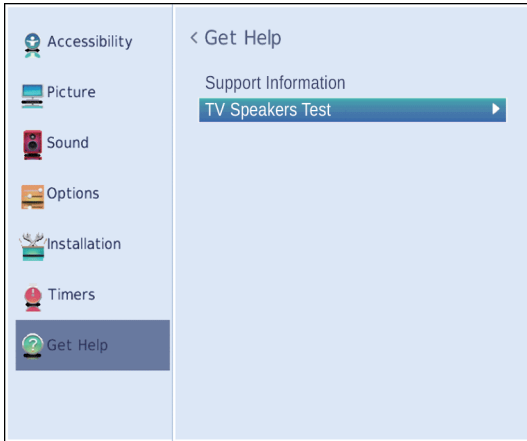 Accessibility
Picture
Sound
Options
Installation
Timers
Get Help
< Get Help
Support Information
TV Speakers Test